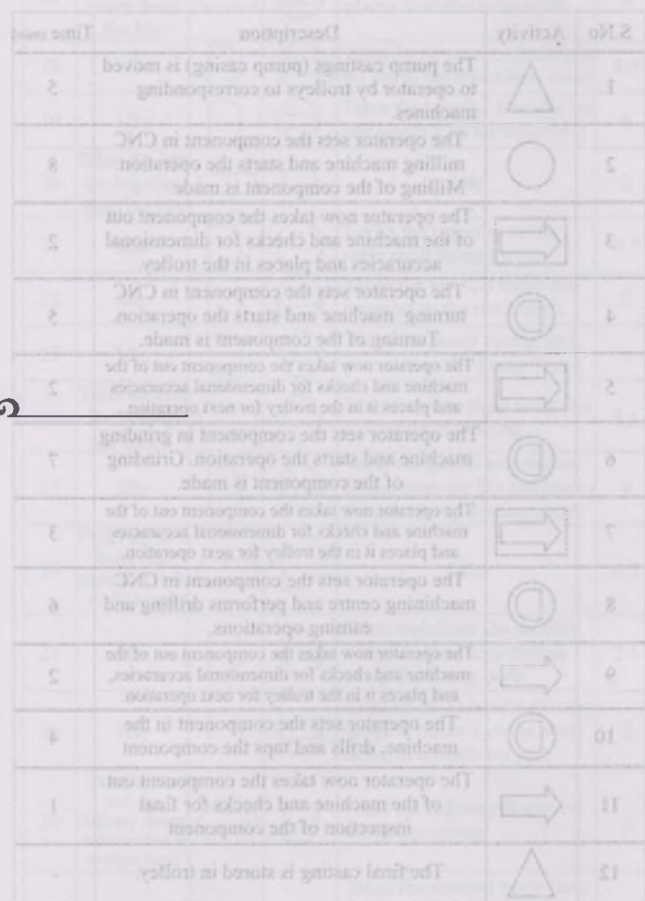 S.No Activity Description Time (min)
1 The pump castings (pump casing) is moved
to operator by trolleys to corresponding
machines. 5
2 The operator sets the component in CNC
milling machine and starts the operation.
Milling of the component is made. 8
3 The operator now takes the component out
of the machine and checks for dimensional
accuracies and places in the trolley. 2
4 The operator sets the component in CNC
turning machine and starts the operation.
Turning of the component is made. 5
5 The operator now takes the component out of the
machine and checks for dimensional accuracies
and places it in the trolley for next operation. 2
6 The operator sets the component in grinding
machine and starts the operation. Grinding
of the component is made. 7
7 The operator now takes the component out of the
machine and checks for dimensional accuracies
and places it in the trolley for next operation. 3
8 The operator sets the component in CNC
machining centre and performs drilling and
eaming operations. 6
9 The operator now takes the component out of the
machine and checks for dimensional accuracies,
and places it in the trolley for next operation. 2
10 The operator sets the component in the
machine, drills and taps the component 4
11 The operator now takes the component out
of the machine and checks for final
inspection of the component 1
12 The final casting is stored in trolley. -